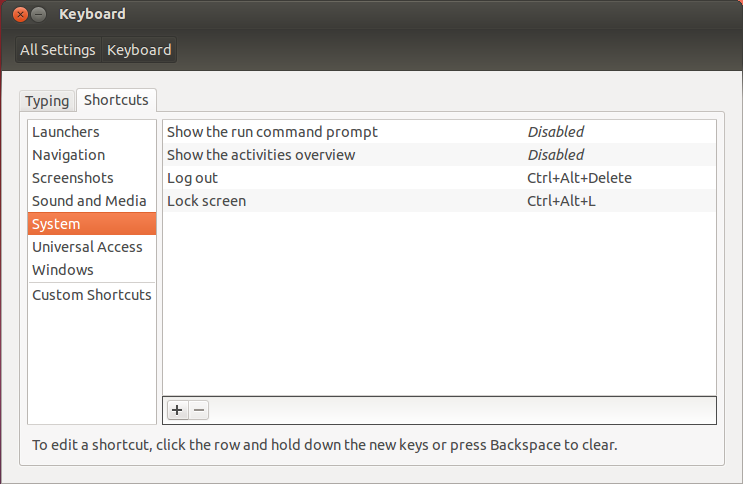 Keyboard
All Settings Keyboard
Typing Shortcuts
Launchers
Navigation
Screenshots
Sound and Media
System
Universal Access
Windows
Custom Shortcuts
Show the run command prompt Disabled
Show the activities overview Disabled
Log out Ctrl+Alt+Delete
Lock screen Ctrl+Alt+L
To edit a shortcut, click the row and hold down the new keys or press Backspace to clear.